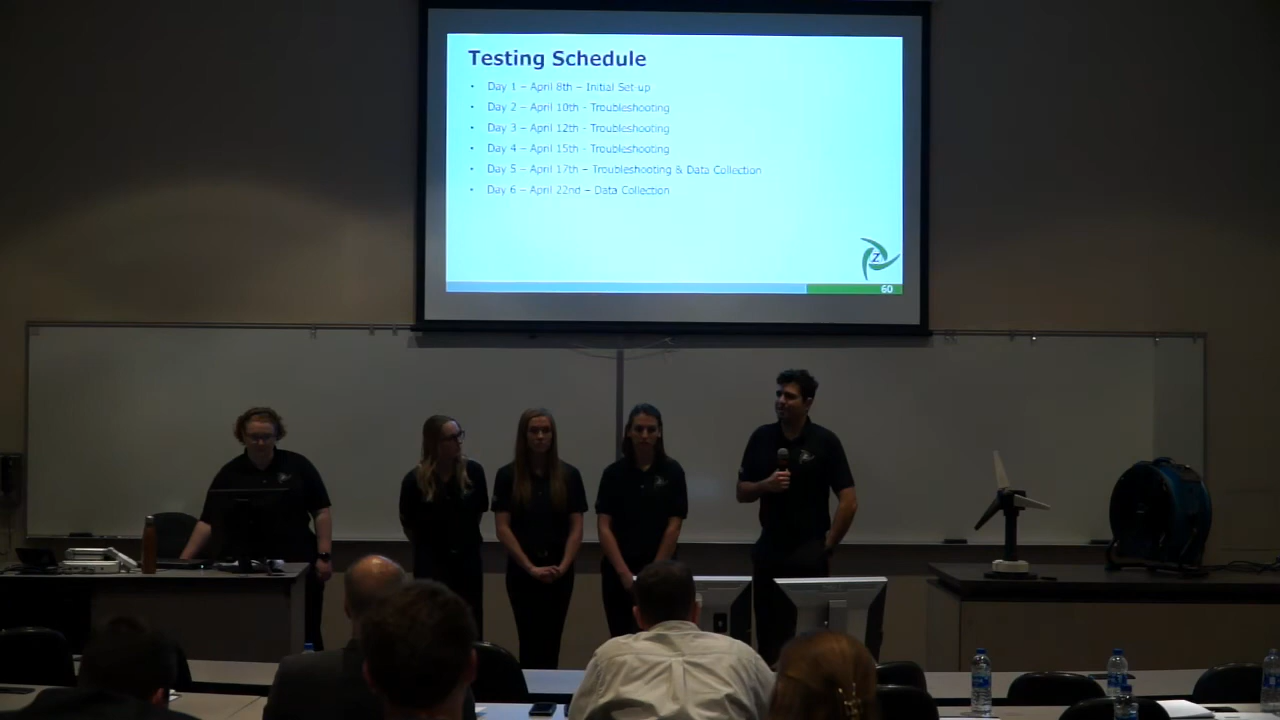 Testing Schedule
• Day 1 – April 8th – Initial Set-up
• Day 2 – April 10th - Troubleshooting
• Day 3 – April 12th - Troubleshooting
• Day 4 – April 15th - Troubleshooting
• Day 5 – April 17th – Troubleshooting & Data Collection
• Day 6 – April 22nd – Data Collection
Z
60